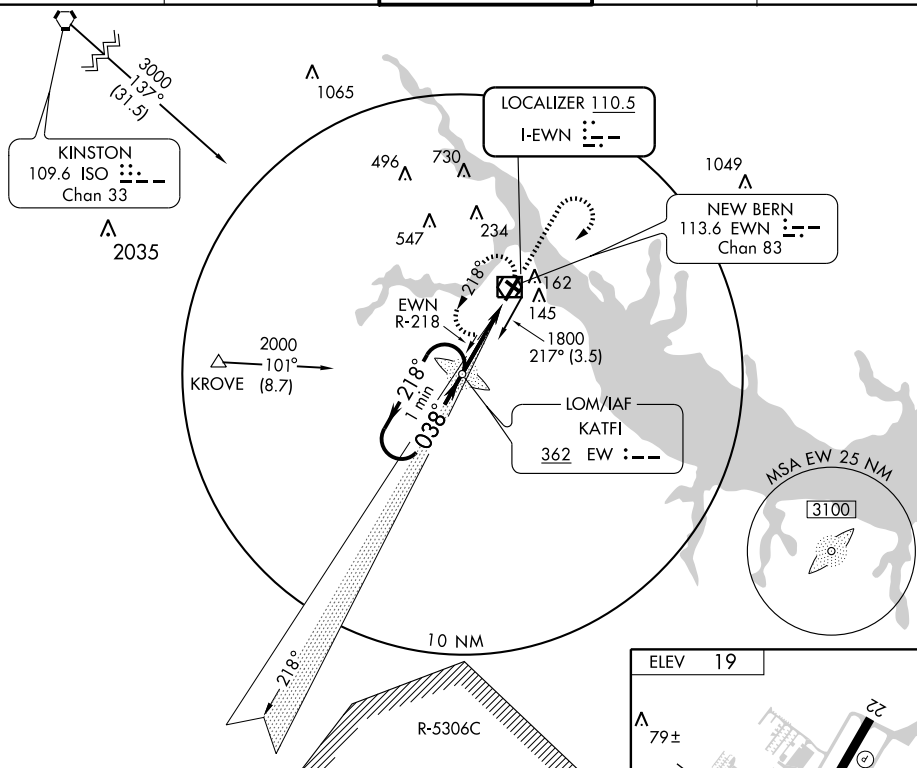 3000
137°
(31.5)
1065
LOCALIZER 110.5
I-EWN
KINSTON
109.6 ISO
Chan 33
2035
496
730
1049
547
234
NEW BERN
113.6 EWN
Chan 83
218°
162
145
EWN
R-218
1800
217° (3.5)
2000
101°
(8.7)
KROVE
218°
1 min
038°
LOM/IAF
KATFI
362 EW
MSA EW 25 NM
3100
10 NM
218°
R-5306C
ELEV 19
22
79±
P